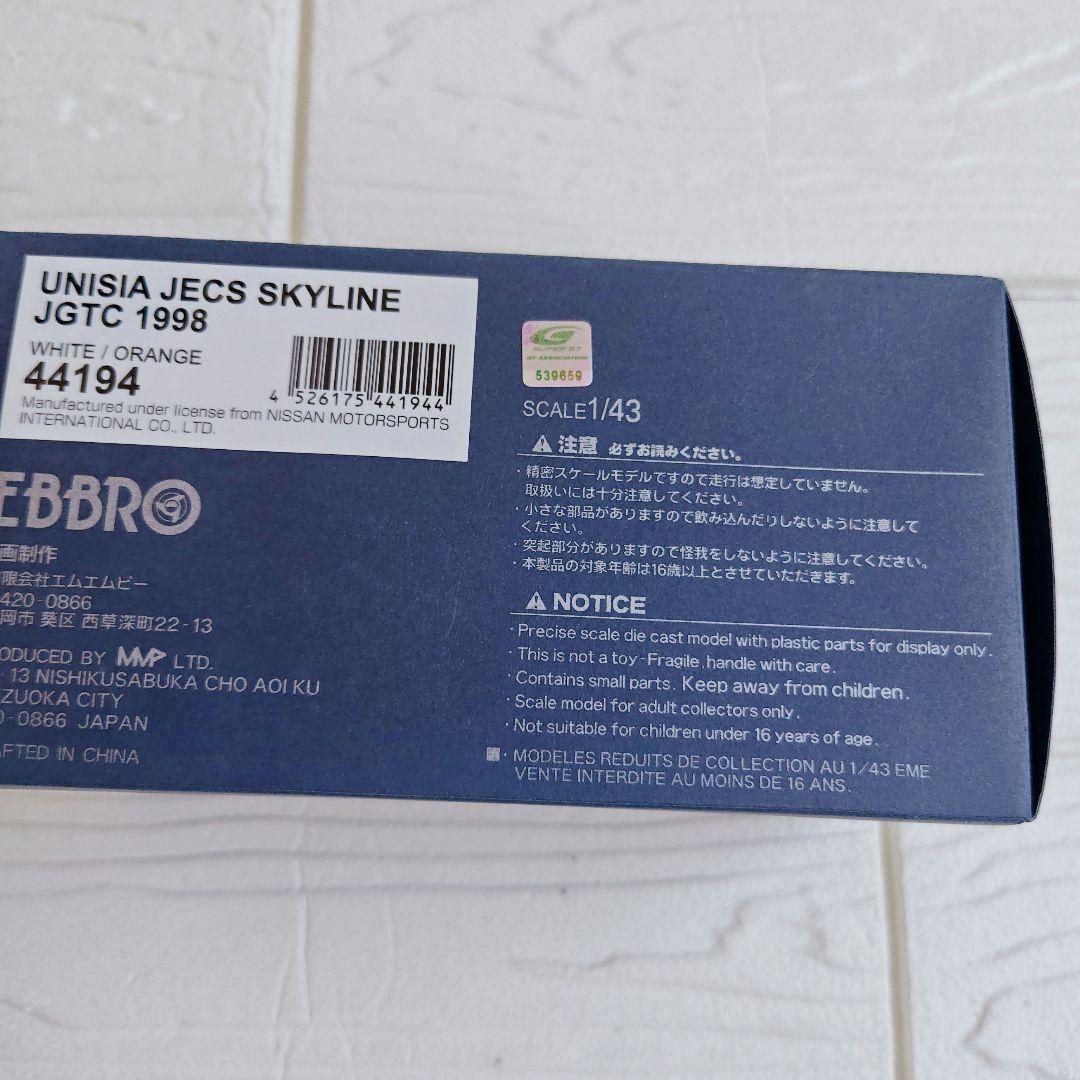 UNISIA JECS SKYLINE
JGTC 1998
WHITE / ORANGE
44194
4 526175 441944
Manufactured under license from NISSAN MOTORSPORTS
INTERNATIONAL CO., LTD.
EBBRO
画制作
限会社エムエムピー
420-0866
岡市 葵区 西草深町22-13
ODUCED BY MMP LTD.
13 NISHIKUSABUKA CHO AOI KU
ZUOKA CITY
-0866 JAPAN
AFTED IN CHINA
SUPER GT
GT ASSOCIATION
539659
SCALE1/43
注意 必ずお読みください。
・精密スケールモデルですので走行は想定していません。
取扱いには十分注意してください。
・小さな部品がありますので飲み込んだりしないように注意して
ください。
・突起部分がありますので怪我をしないように注意してください。
・本製品の対象年齢は16歳以上とさせていただきます。
NOTICE
・Precise scale die cast model with plastic parts for display only.
・This is not a toy-Fragile, handle with care.
・Contains small parts. Keep away from children.
・Scale model for adult collectors only.
・Not suitable for children under 16 years of age.
・MODELES REDUITS DE COLLECTION AU 1/43 EME
VENTE INTERDITE AU MOINS DE 16 ANS.